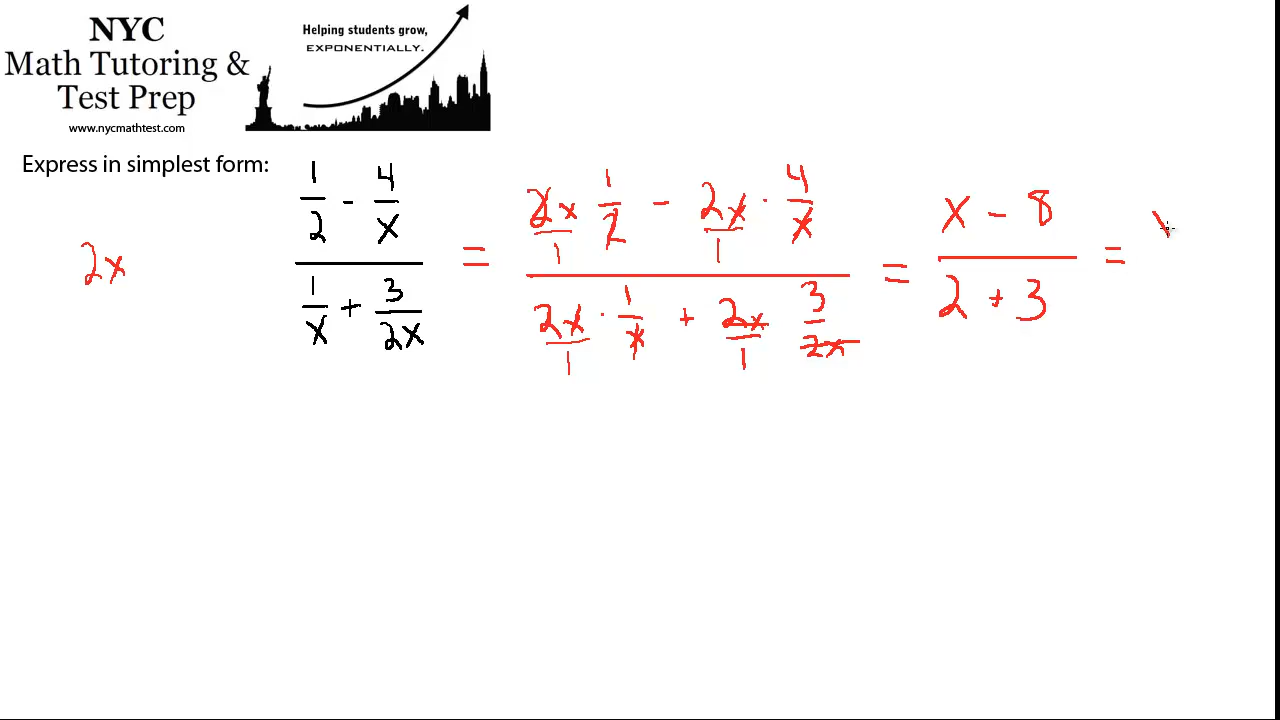 NYC
Math Tutoring &
Test Prep
www.nycmathtest.com
Helping students grow,
EXPONENTIALLY.
Express in simplest form:
1/2 - 4/x
1/x + 3/2x
2x
= 2x/1 1/2 - 2x/1 · 4/x
2x/1 · 1/x + 2x/1 3/2x
= x - 8
2 + 3
= x